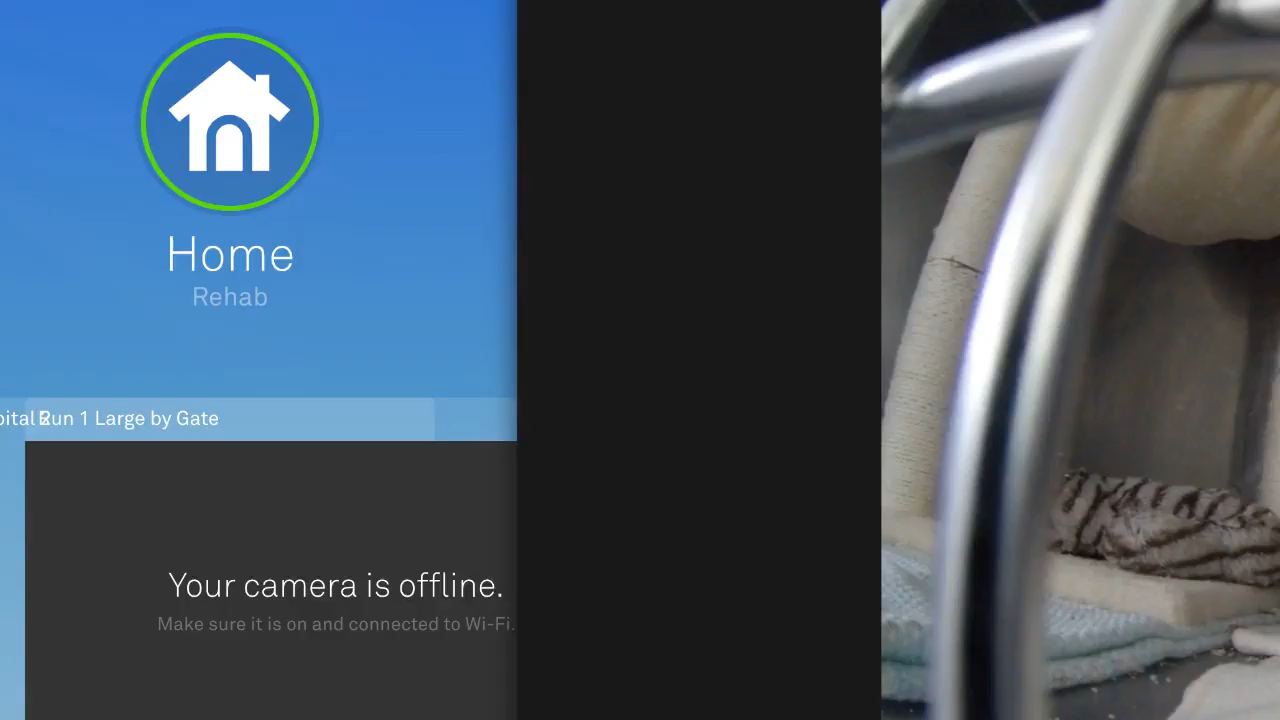 Home
Rehab
pital
Run 1 Large by Gate
Your camera is offline.
Make sure it is on and connected to Wi-Fi.